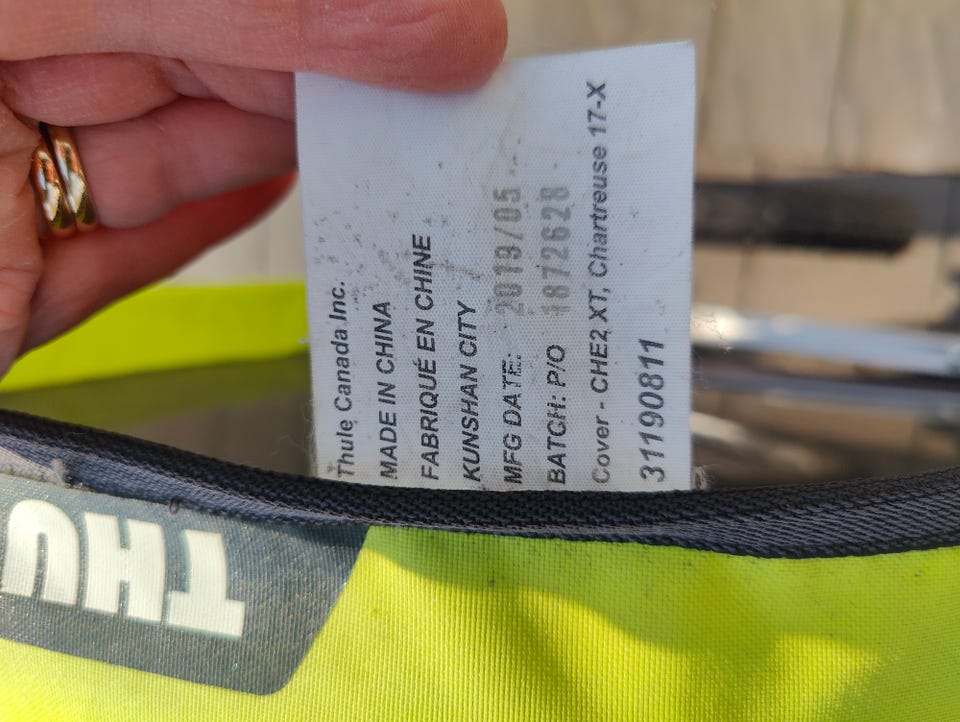 Thule Canada Inc.
MADE IN CHINA
FABRIQUÉ EN CHINE
KUNSHAN CITY
MFG DATE: 2019/05
BATCH: P/O 1872628
Cover - CHE2 XT, Chartreuse 17-X
31190811
THU